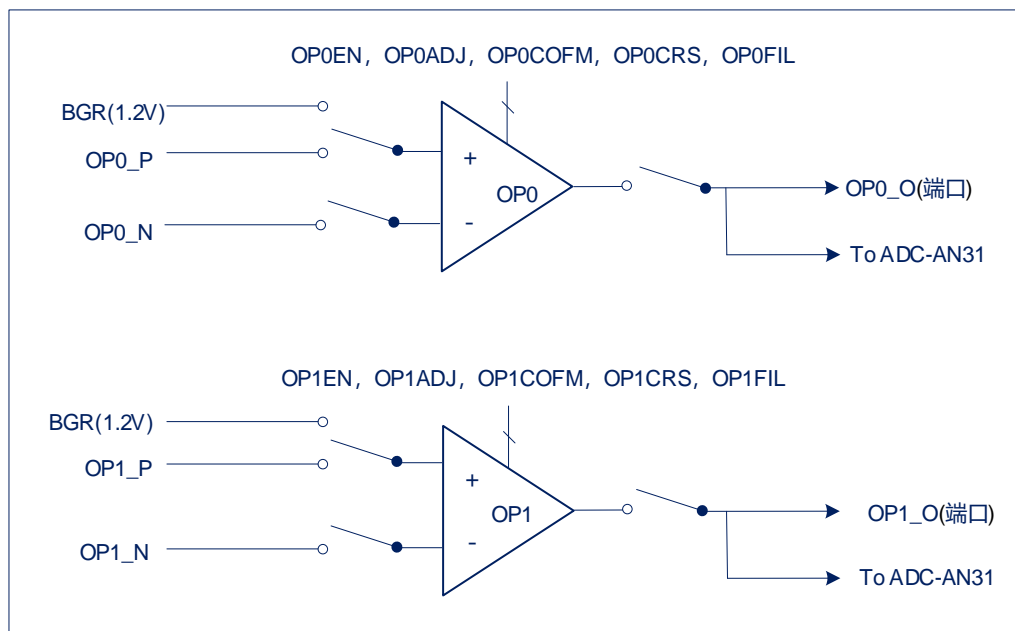 OP0EN，OP0ADJ，OP0COFM，OP0CRS，OP0FIL
BGR(1.2V)
OP0_P
OP0_N
+
-
OP0
OP0_O(端口)
To ADC-AN31
OP1EN，OP1ADJ，OP1COFM，OP1CRS，OP1FIL
BGR(1.2V)
OP1_P
OP1_N
+
-
OP1
OP1_O(端口)
To ADC-AN31